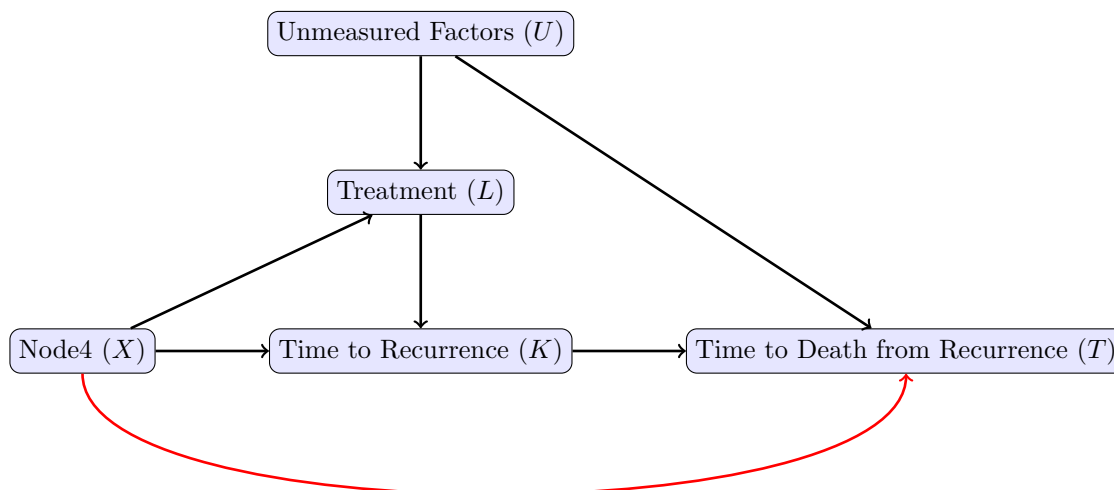 Unmeasured Factors (U)
Treatment (L)
Node4 (X)
Time to Recurrence (K)
Time to Death from Recurrence (T)